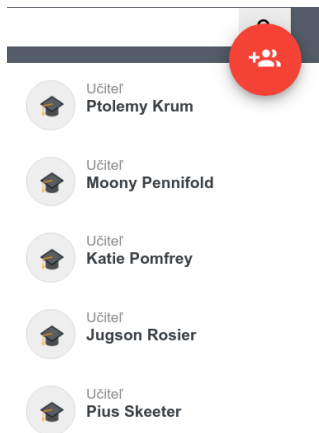 Učiteľ
Ptolemy Krum
Učiteľ
Moony Pennifold
Učiteľ
Katie Pomfrey
Učiteľ
Jugson Rosier
Učiteľ
Pius Skeeter